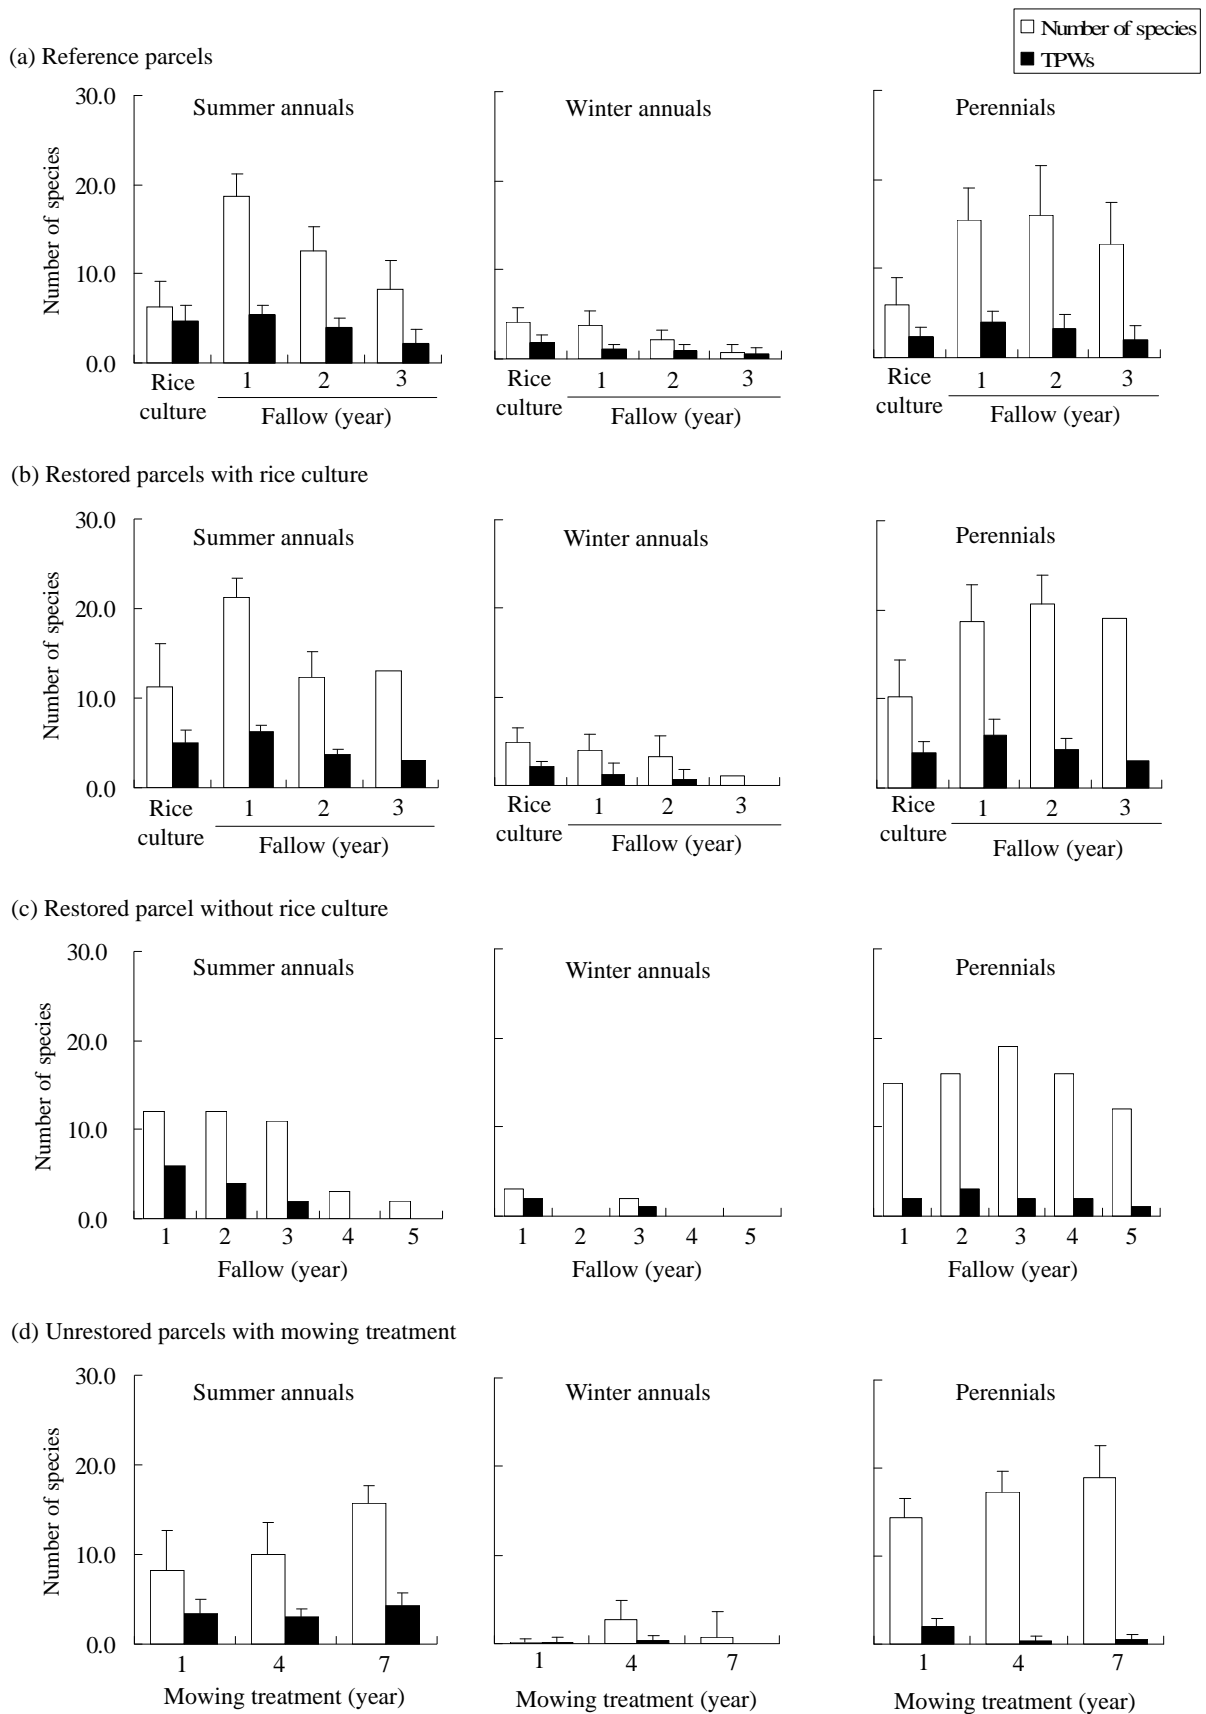 Number of species
TPWs
(a) Reference parcels
Summer annuals
Winter annuals
Perennials
30.0
20.0
10.0
0.0
Number of species
Rice culture
1 2 3
Fallow (year)
Rice culture
1 2 3
Fallow (year)
Rice culture
1 2 3
Fallow (year)
(b) Restored parcels with rice culture
Summer annuals
Winter annuals
Perennials
30.0
20.0
10.0
0.0
Number of species
Rice culture
1 2 3
Fallow (year)
Rice culture
1 2 3
Fallow (year)
Rice culture
1 2 3
Fallow (year)
(c) Restored parcel without rice culture
Summer annuals
Winter annuals
Perennials
30.0
20.0
10.0
0.0
Number of species
1 2 3 4 5
Fallow (year)
1 2 3 4 5
Fallow (year)
1 2 3 4 5
Fallow (year)
(d) Unrestored parcels with mowing treatment
Summer annuals
Winter annuals
Perennials
30.0
20.0
10.0
0.0
Number of species
1 4 7
Mowing treatment (year)
1 4 7
Mowing treatment (year)
1 4 7
Mowing treatment (year)